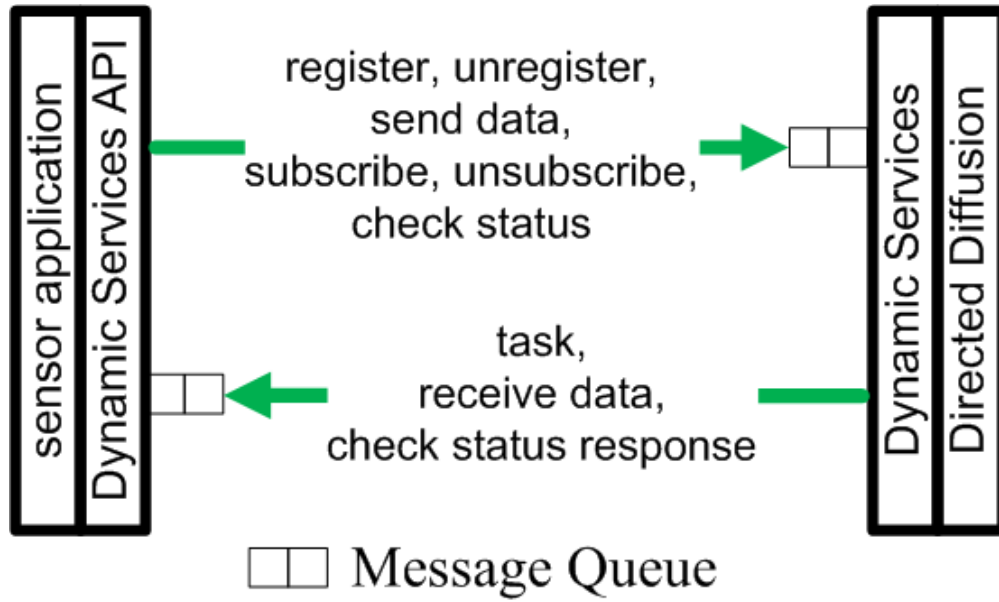 sensor application
Dynamic Services API
register, unregister,
send data,
subscribe, unsubscribe,
check status
task,
receive data,
check status response
Dynamic Services
Directed Diffusion
Message Queue